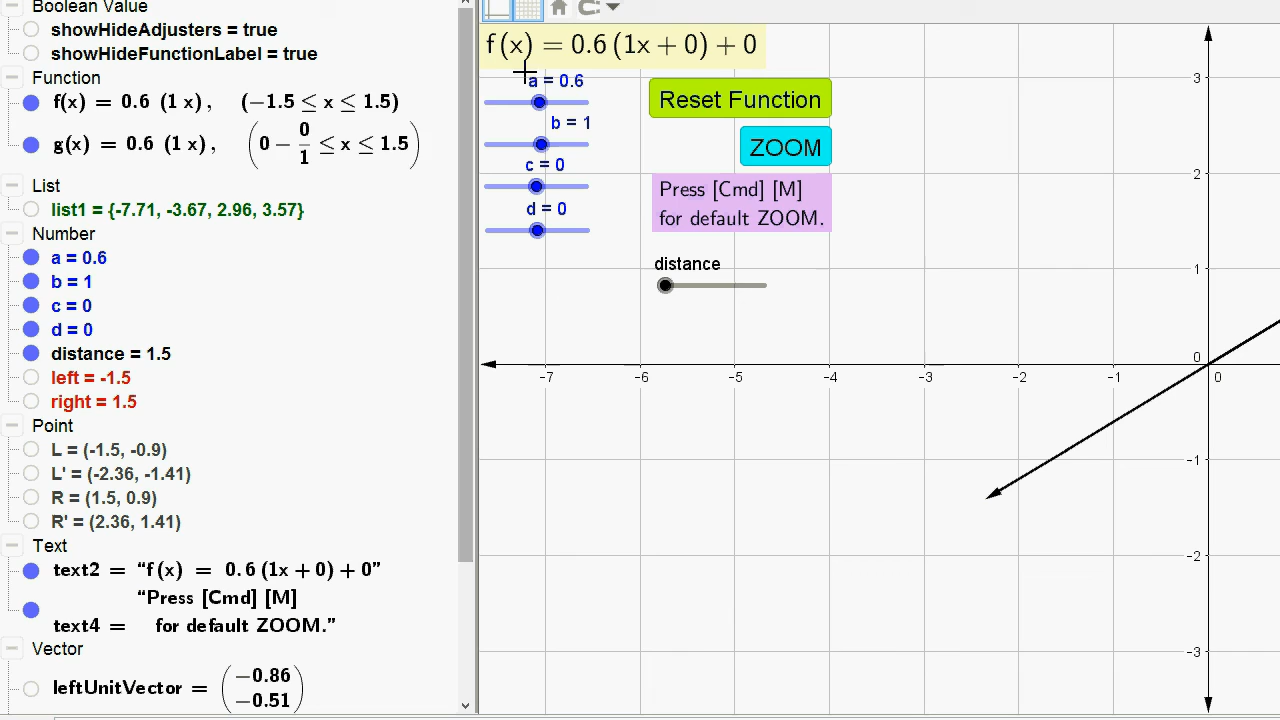 Boolean Value
showHideAdjusters = true
showHideFunctionLabel = true
Function
f(x) = 0.6 (1 x) ,    (−1.5 ≤ x ≤ 1.5)
g(x) = 0.6 (1 x) ,    (0 − 0/1 ≤ x ≤ 1.5)
List
list1 = {-7.71, -3.67, 2.96, 3.57}
Number
a = 0.6
b = 1
c = 0
d = 0
distance = 1.5
left = -1.5
right = 1.5
Point
L = (-1.5, -0.9)
L' = (-2.36, -1.41)
R = (1.5, 0.9)
R' = (2.36, 1.41)
Text
text2 = “f(x) = 0.6 (1x + 0) + 0”
“Press [Cmd] [M]
text4 = for default ZOOM.”
Vector
leftUnitVector = (−0.86
−0.51)
f(x) = 0.6 (1x + 0) + 0
a = 0.6
b = 1
c = 0
d = 0
Reset Function
ZOOM
Press [Cmd] [M]
for default ZOOM.
distance
3
2
1
0
-7 -6 -5 -4 -3 -2 -1 0
-1
-2
-3